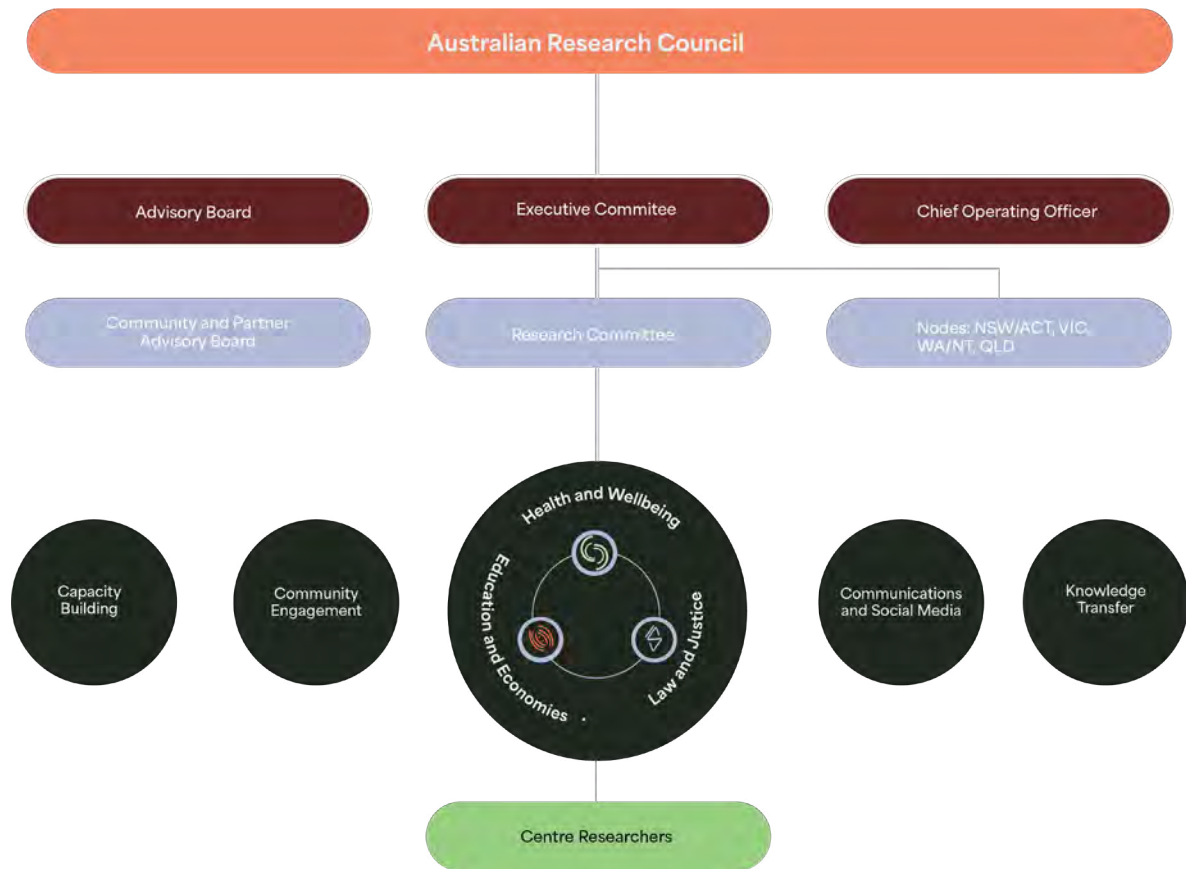 Australian Research Council
Advisory Board
Executive Commitee
Chief Operating Officer
Community and Partner
Advisory Board
Research Committee
Nodes: NSW/ACT, VIC,
WA/NT, QLD
Capacity
Building
Community
Engagement
Health and Wellbeing
Education and Economies .
Law and Justice
Communications
and Social Media
Knowledge
Transfer
Centre Researchers